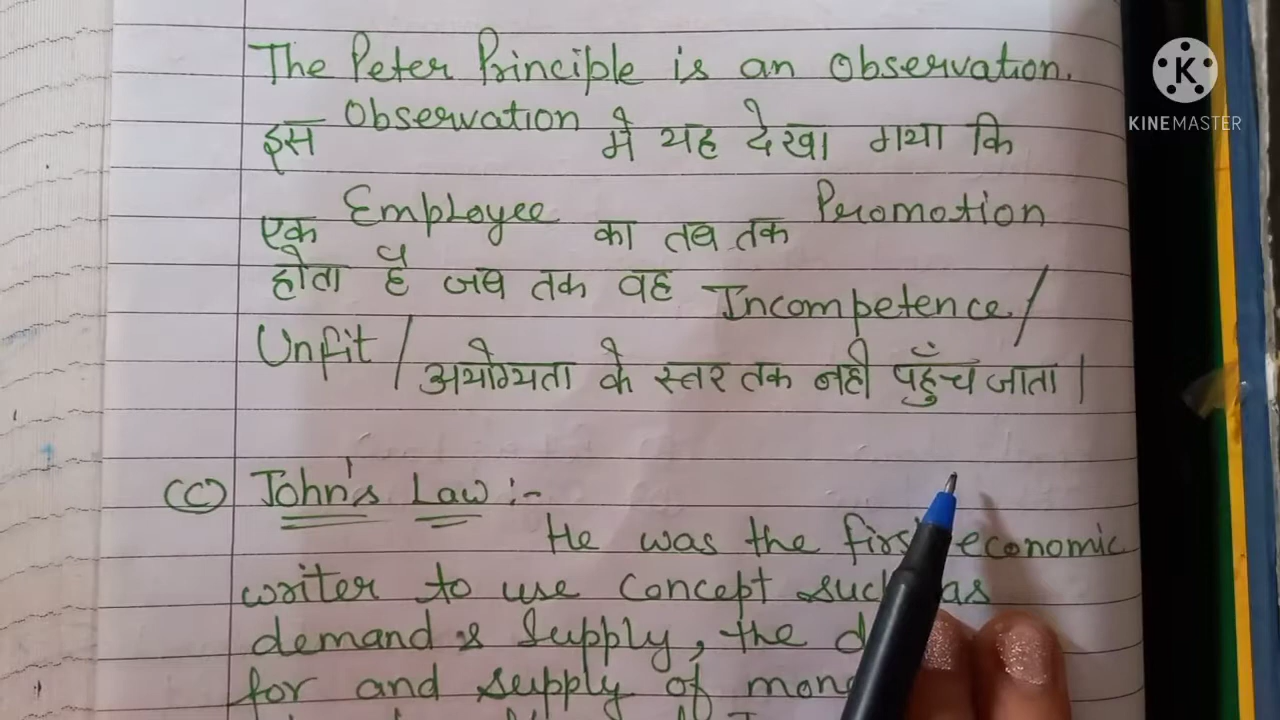 The Peter Principle is an Observation.
इस Observation में यह देखा गया कि
एक Employee का तब तक Promotion
होता है जब तक वह Incompetence/
Unfit/अयोग्यता के स्तर तक नही पहुँच जाता।
(C) John's Law :-
He was the first economic
writer to use concept such as
demand & Supply, the
for and supply of
K
KINEMASTER